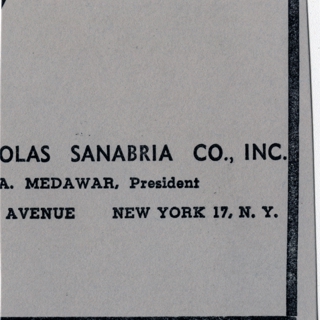 OLAS SANABRIA CO., INC.
A. MEDAWAR, President
AVENUE NEW YORK 17, N. Y.